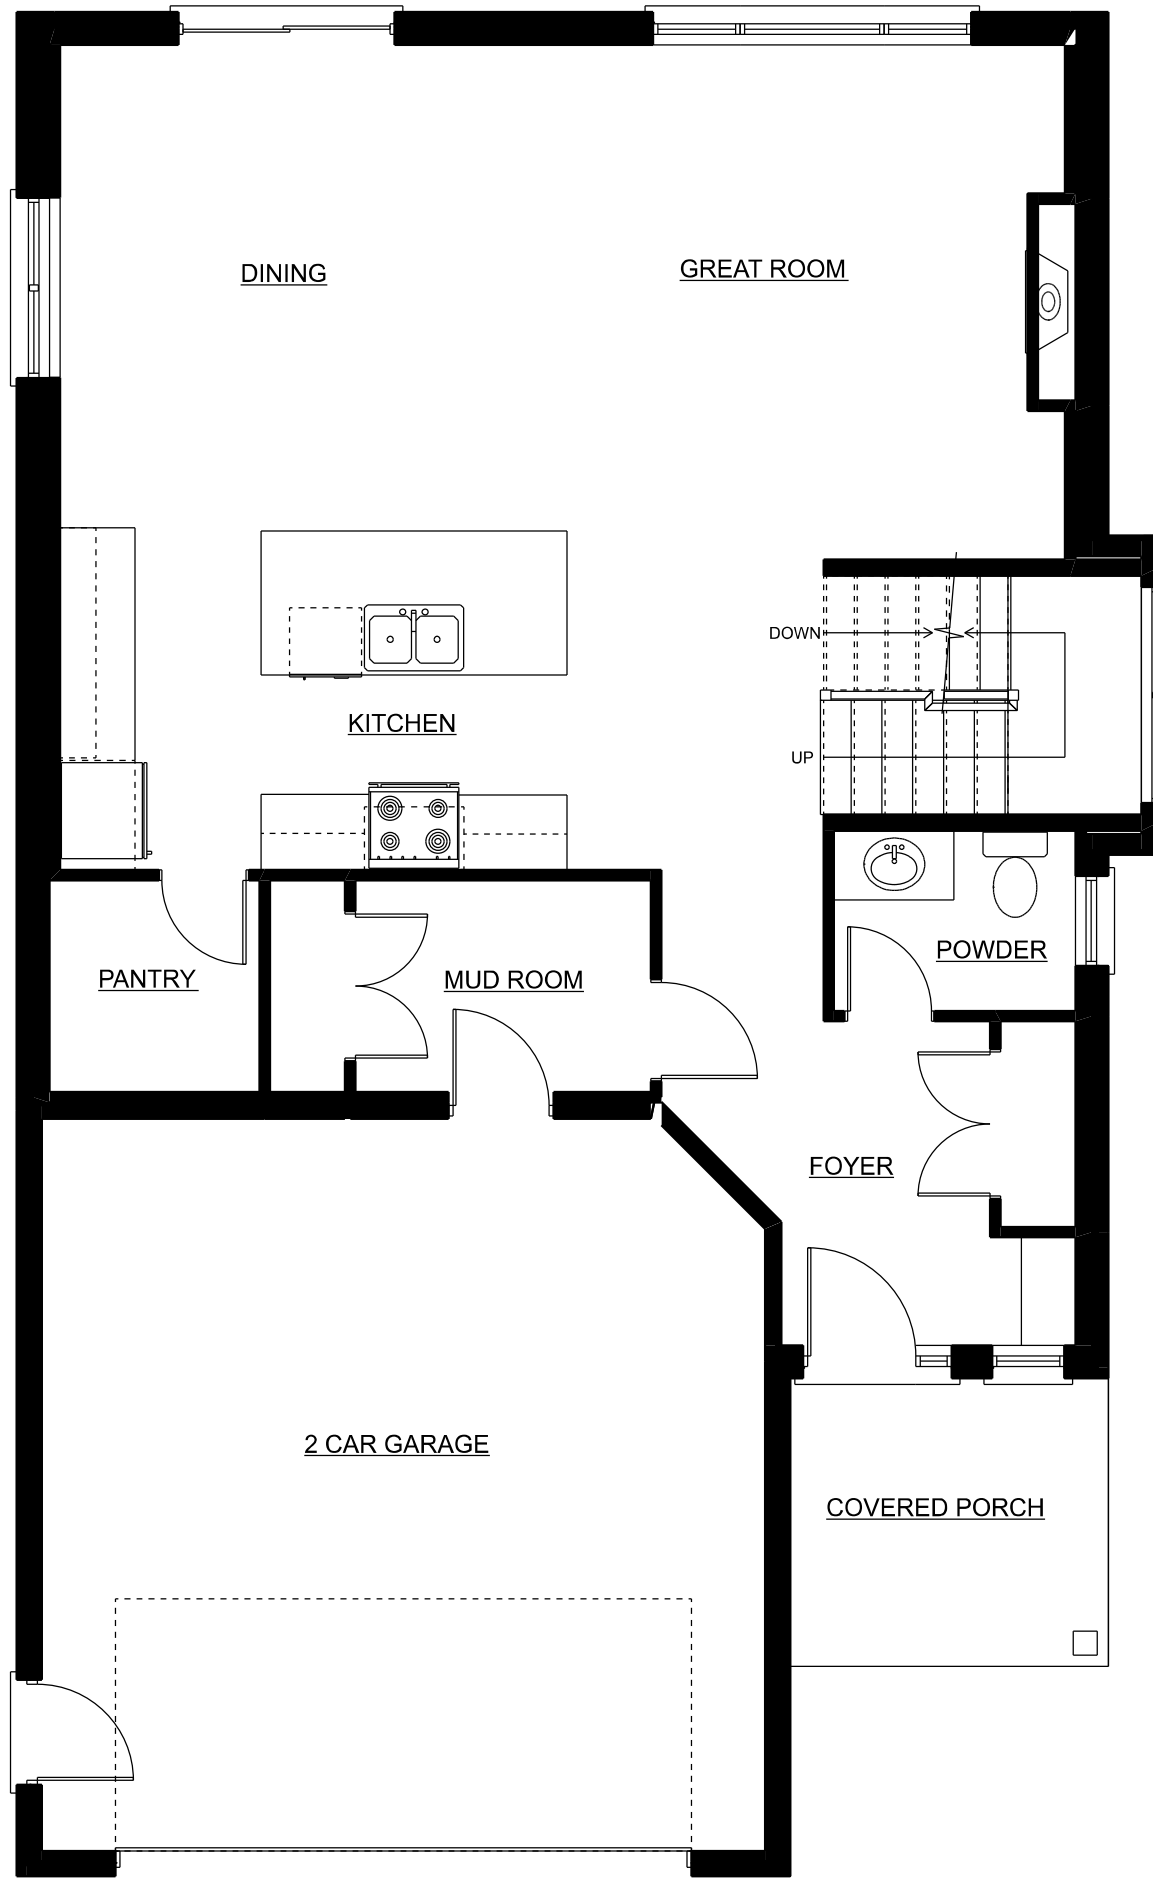 DINING
GREAT ROOM
DOWN
KITCHEN
UP
POWDER
PANTRY
MUD ROOM
FOYER
2 CAR GARAGE
COVERED PORCH